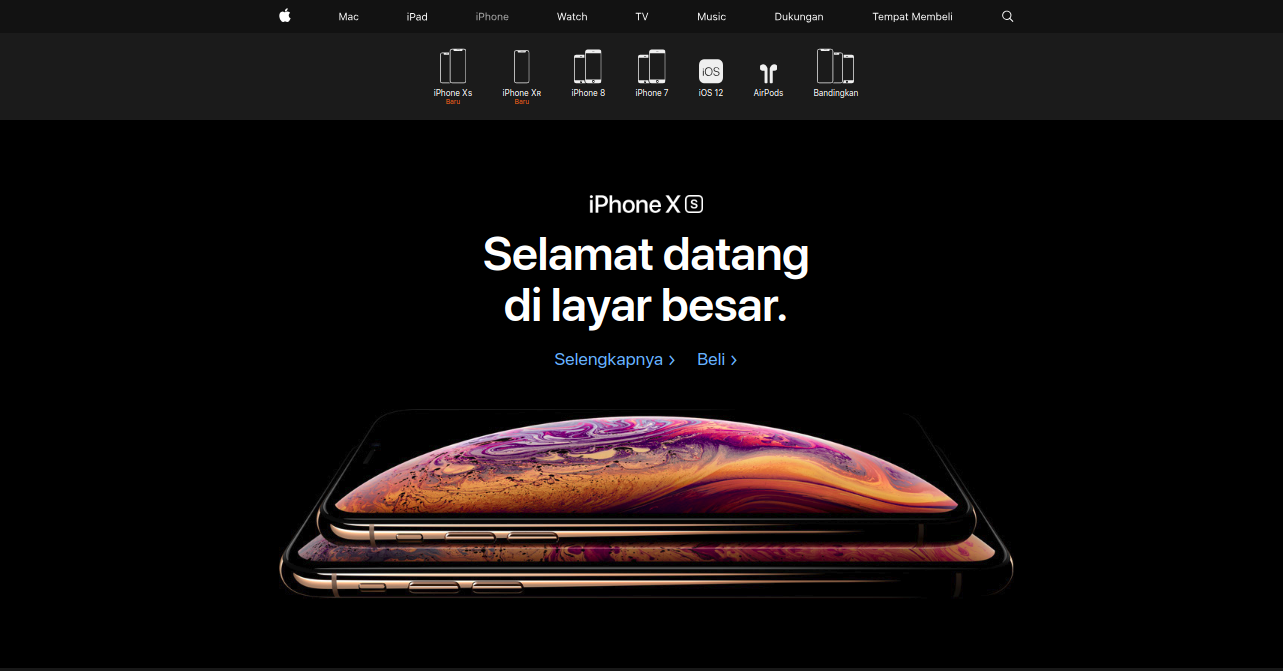 Mac iPad iPhone Watch TV Music Dukungan Tempat Membeli
iPhone Xs iPhone XR iPhone 8 iPhone 7 iOS iOS 12 AirPods Bandingkan
Baru Baru
iPhone XS
Selamat datang
di layar besar.
Selengkapnya > Beli >